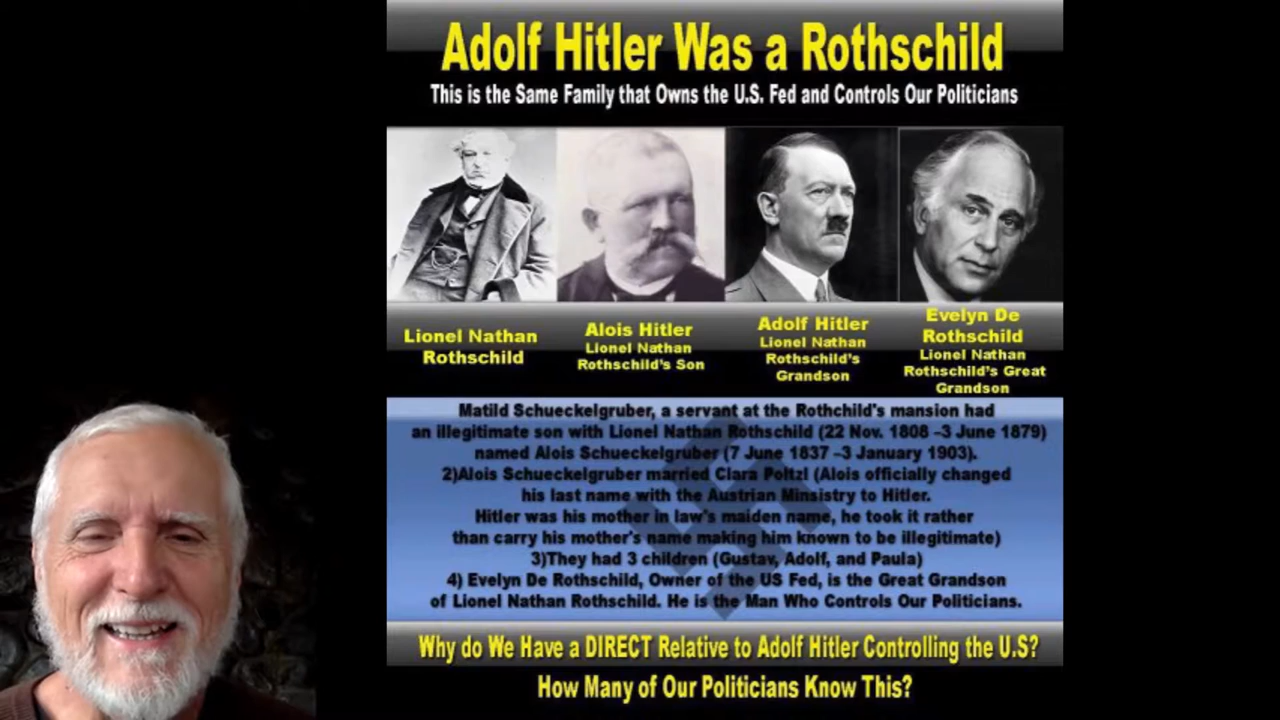 Adolf Hitler Was a Rothschild
This is the Same Family that Owns the U.S. Fed and Controls Our Politicians
Lionel Nathan
Rothschild
Alois Hitler
Lionel Nathan
Rothschild's Son
Adolf Hitler
Lionel Nathan
Rothschild's
Grandson
Evelyn De
Rothschild
Lionel Nathan
Rothschild's Great
Grandson
Matild Schueckelgruber, a servant at the Rothchild's mansion had
an illegitimate son with Lionel Nathan Rothschild (22 Nov. 1808 –3 June 1879)
named Alois Schueckelgruber (7 June 1837 –3 January 1903).
2)Alois Schueckelgruber married Clara Poltzl (Alois officially changed
his last name with the Austrian Minsistry to Hitler.
Hitler was his mother in law's maiden name, he took it rather
than carry his mother's name making him known to be illegitimate)
3)They had 3 children (Gustav, Adolf, and Paula)
4) Evelyn De Rothschild, Owner of the US Fed, is the Great Grandson
of Lionel Nathan Rothschild. He is the Man Who Controls Our Politicians.
Why do We Have a DIRECT Relative to Adolf Hitler Controlling the U.S?
How Many of Our Politicians Know This?